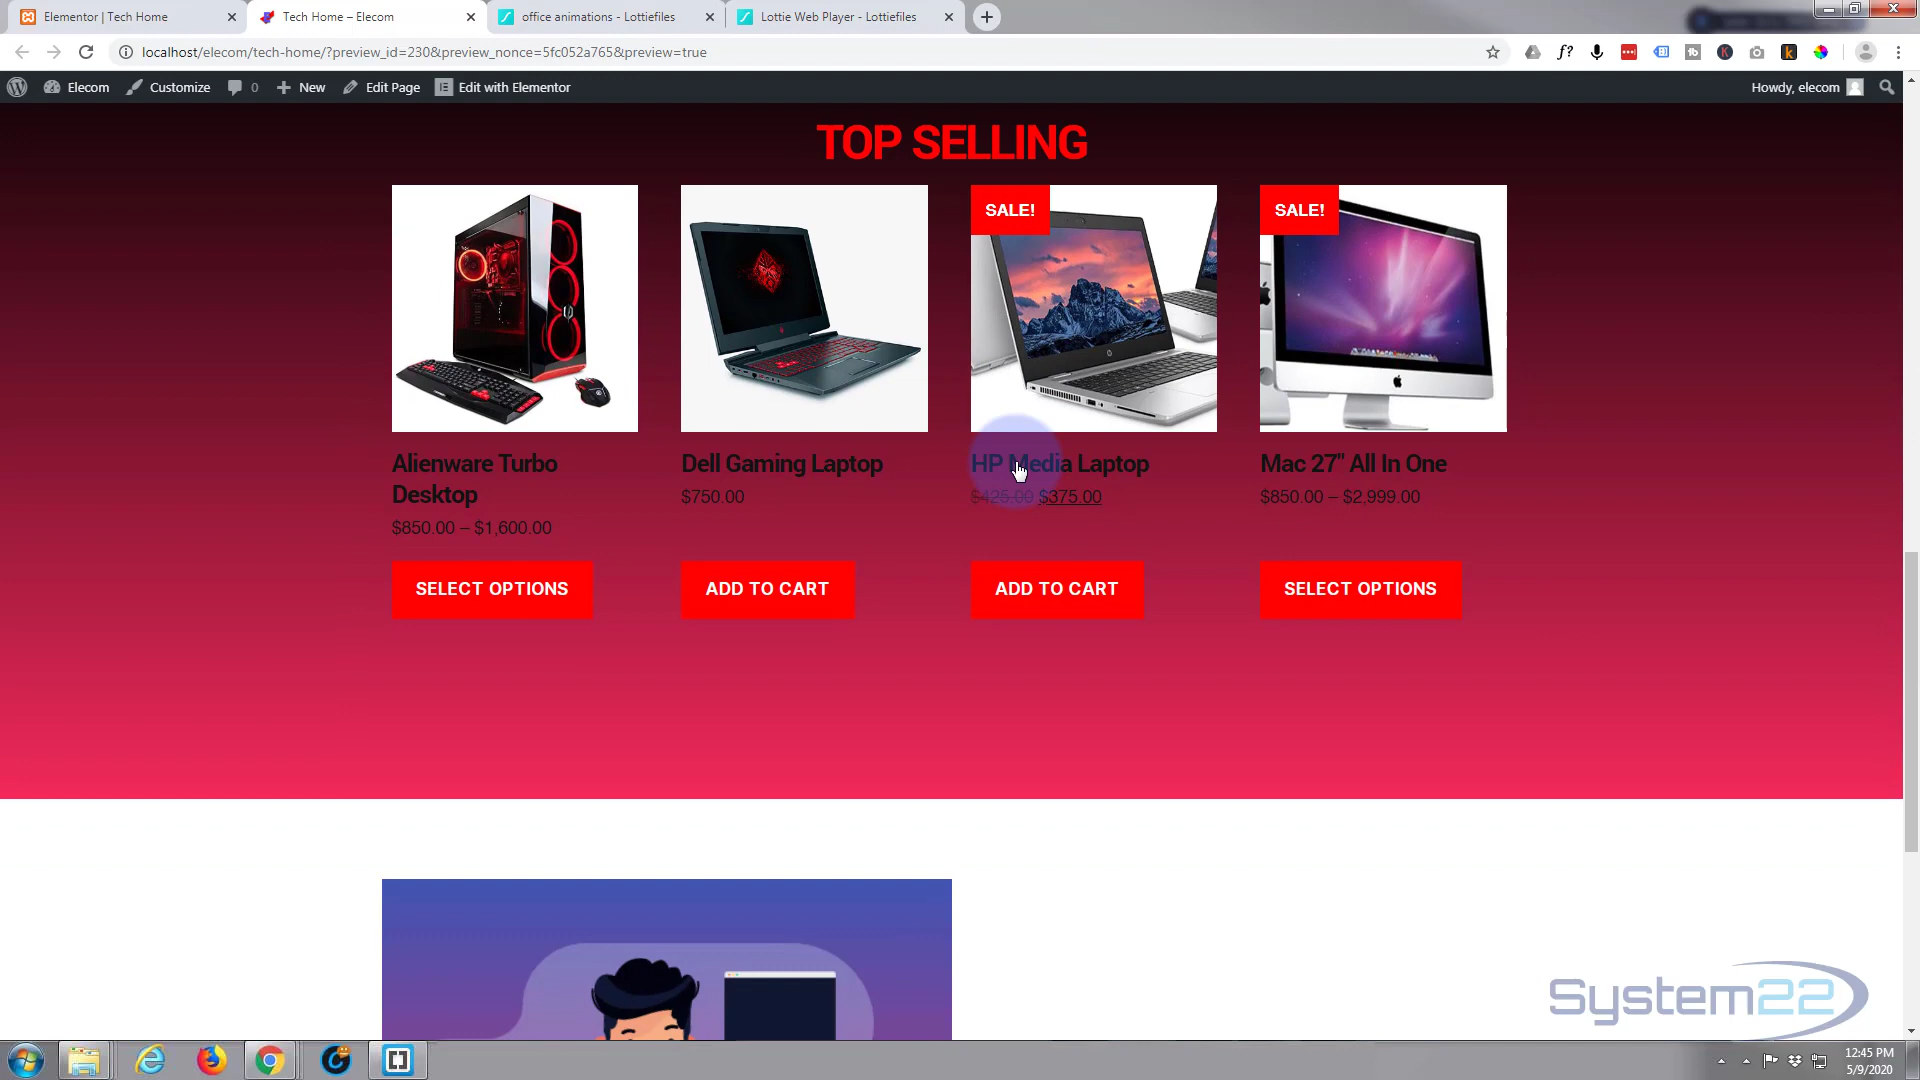 Elementor | Tech Home
Tech Home – Elecom
office animations - Lottiefiles
Lottie Web Player - Lottiefiles
localhost/elecom/tech-home/?preview_id=230&preview_nonce=5fc052a765&preview=true
Elecom
Customize
0
New
Edit Page
Edit with Elementor
Howdy, elecom
TOP SELLING
SALE!
SALE!
Alienware Turbo
Desktop
$850.00 – $1,600.00
SELECT OPTIONS
Dell Gaming Laptop
$750.00
ADD TO CART
HP Media Laptop
$425.00 $375.00
ADD TO CART
Mac 27" All In One
$850.00 – $2,999.00
SELECT OPTIONS
System22
12:45 PM
5/9/2020